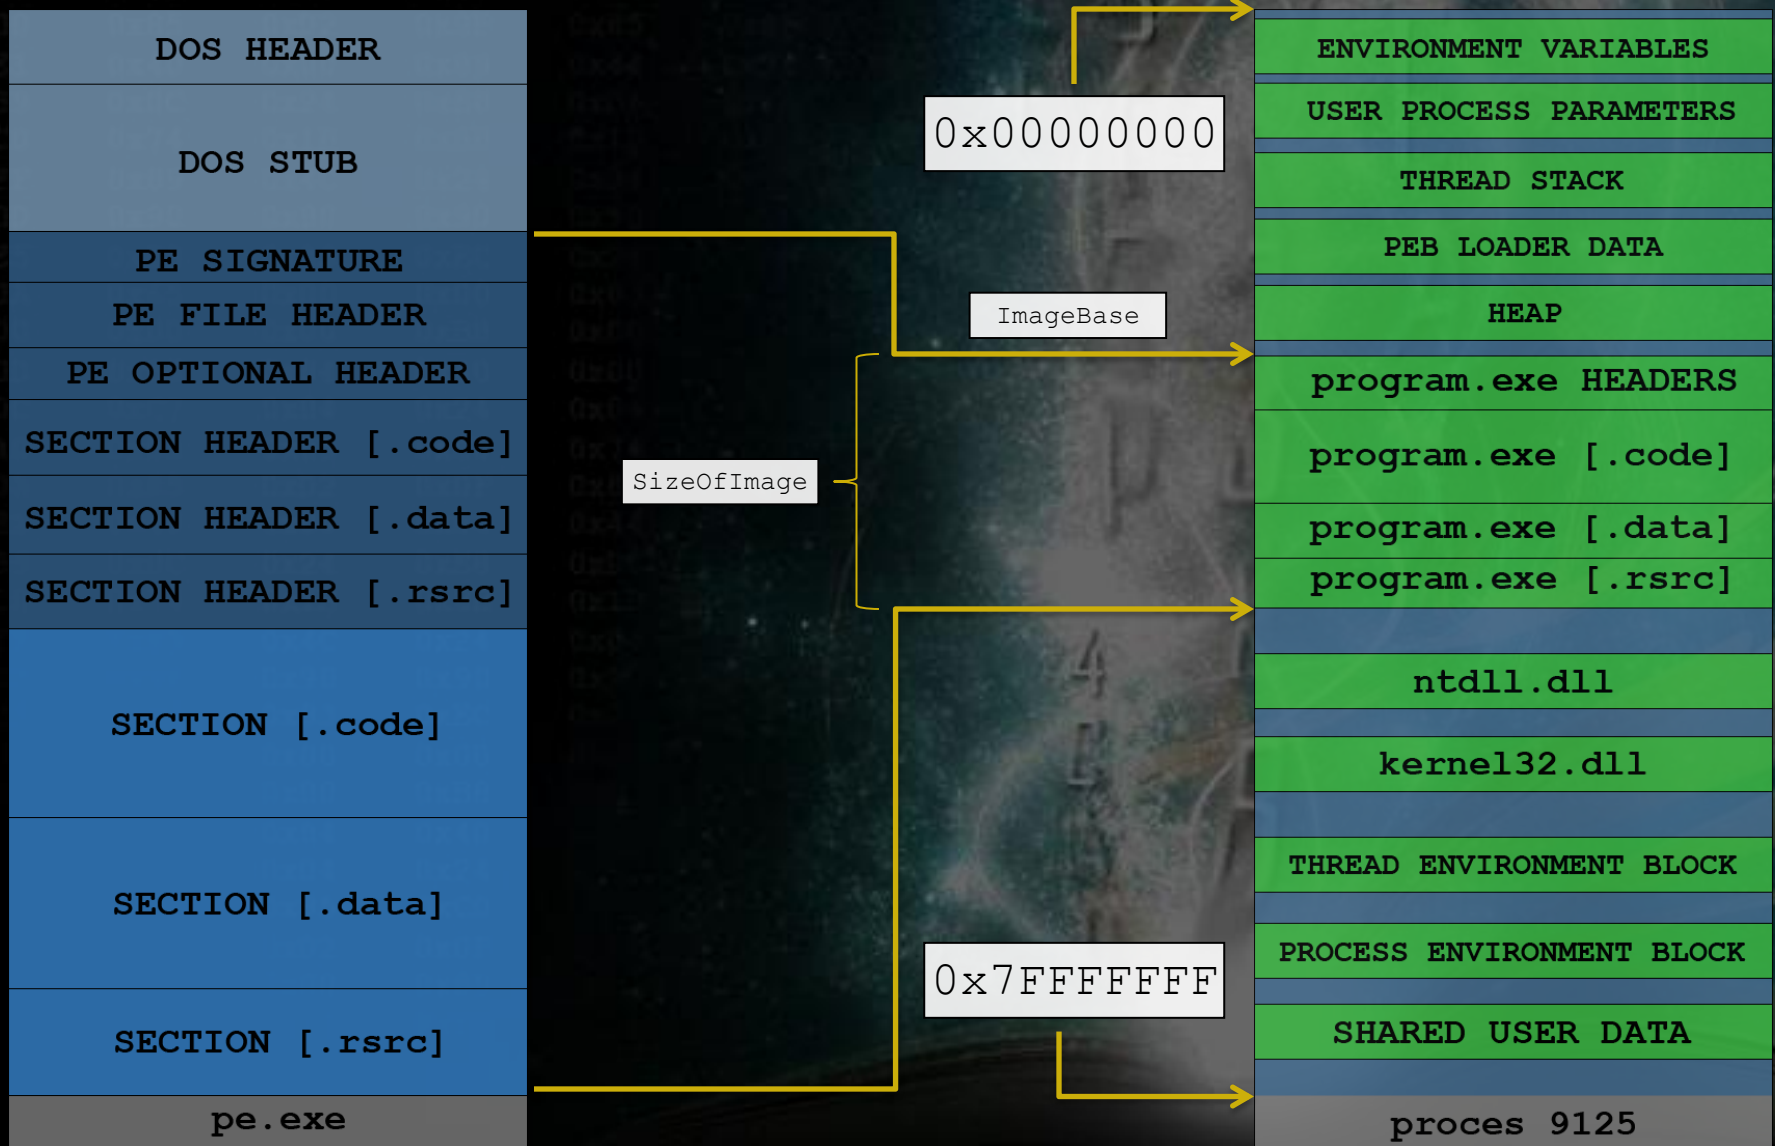 DOS HEADER
DOS STUB
PE SIGNATURE
PE FILE HEADER
PE OPTIONAL HEADER
SECTION HEADER [.code]
SECTION HEADER [.data]
SECTION HEADER [.rsrc]
SECTION [.code]
SECTION [.data]
SECTION [.rsrc]
pe.exe
0x00000000
ImageBase
SizeOfImage
0x7FFFFFFF
ENVIRONMENT VARIABLES
USER PROCESS PARAMETERS
THREAD STACK
PEB LOADER DATA
HEAP
program.exe HEADERS
program.exe [.code]
program.exe [.data]
program.exe [.rsrc]
ntdll.dll
kernel32.dll
THREAD ENVIRONMENT BLOCK
PROCESS ENVIRONMENT BLOCK
SHARED USER DATA
proces 9125